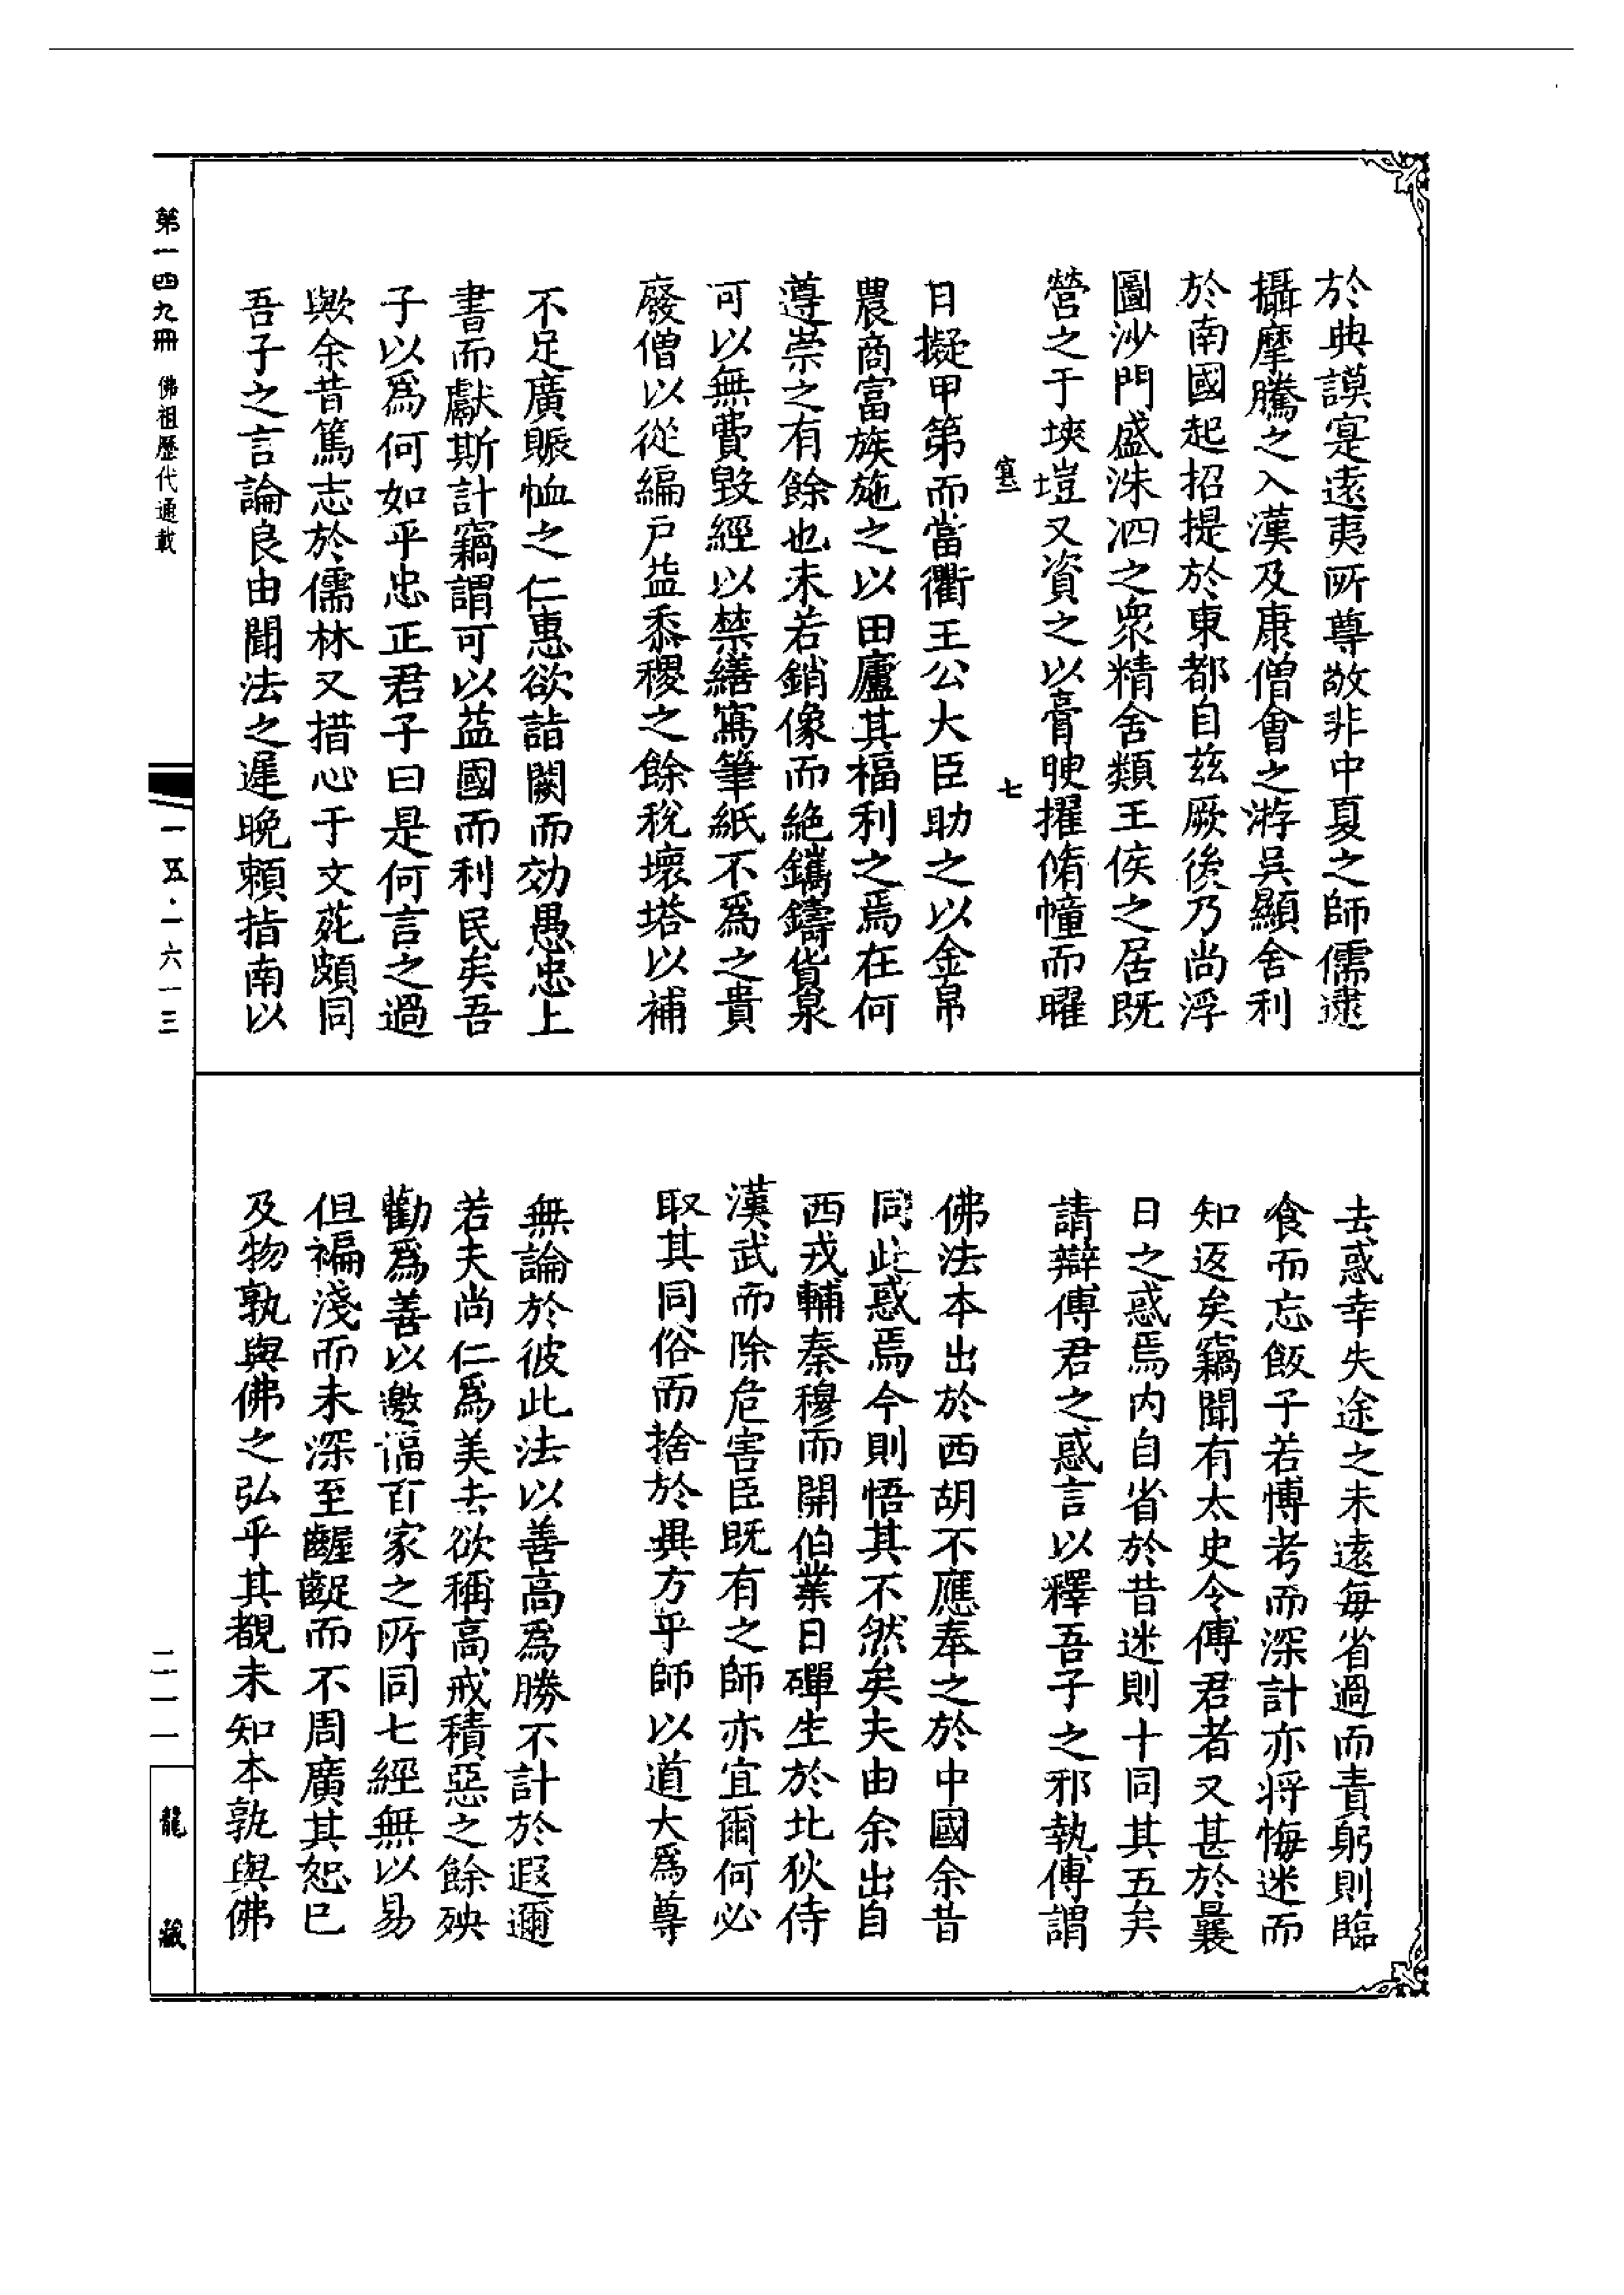 於典謨寔遠夷所尊敬非中夏之師儒逮
攝摩騰之入漢及康僧會之游吳顯舍利
於南國起招提於東都自茲厥後乃尚浮
圖沙門盛洙泗之衆精舍類王侯之居既
營之于塽塏又資之以膏腴擢脩幢而曜
寒三 七
日擬甲第而當衢王公大臣助之以金帛
農商富族施之以田廬其福利之焉在何
尊崇之有餘也未若銷像而絕鐫鑄貨泉
可以無費毀經以禁繕寫筆紙不爲之貴
廢僧以從編戶益黍稷之餘稅壞塔以補
不足廣賑恤之仁惠欲詣闕而効愚忠上
書而獻斯計竊謂可以益國而利民矣吾
子以爲何如乎忠正君子曰是何言之過
歟余昔篤志於儒林又措心于文苑頗同
吾子之言論良由聞法之遲晚賴指南以
去惑幸失途之未遠每省過而責躬則臨
食而忘飯子若博考而深計亦將悔迷而
知返矣竊聞有太史令傅君者又甚於曩
日之惑焉內自省於昔迷則十同其五矣
請辯傅君之惑言以釋吾子之邪執傅謂
佛法本出於西胡不應奉之於中國余昔
同此惑焉今則悟其不然矣夫由余出自
西戎輔秦穆而開伯業日磾生於北狄侍
漢武而除危害臣既有之師亦宜爾何必
取其同俗而捨於異方乎師以道大爲尊
無論於彼此法以善高爲勝不計於遐邇
若夫尚仁爲美去欲稱高戒積惡之餘殃
勸爲善以邀福百家之所同七經無以易
但褊淺而未深至齷齪而不周廣其恕己
及物孰與佛之弘乎其覩未知本孰與佛
第一四九冊 佛祖歷代通載
一五·一六一三
二一一
龍藏